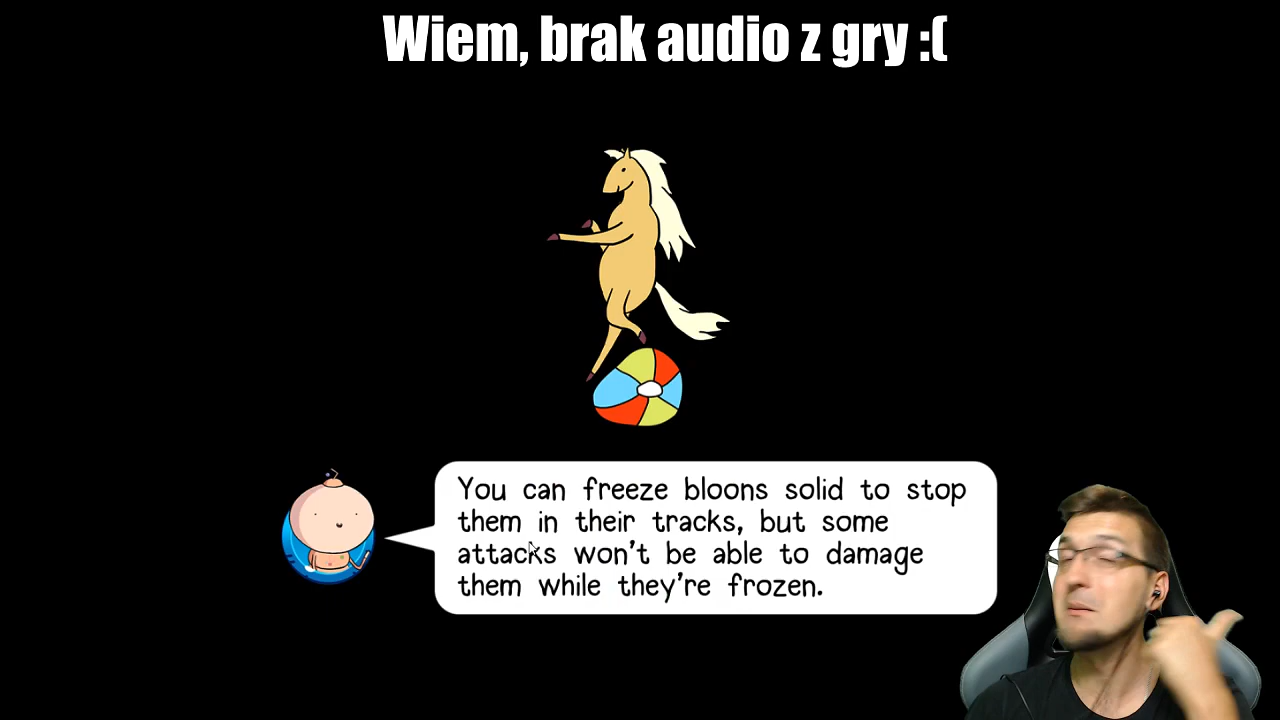 Wiem, brak audio z gry :(
You can freeze bloons solid to stop
them in their tracks, but some
attacks won't be able to damage
them while they're frozen.